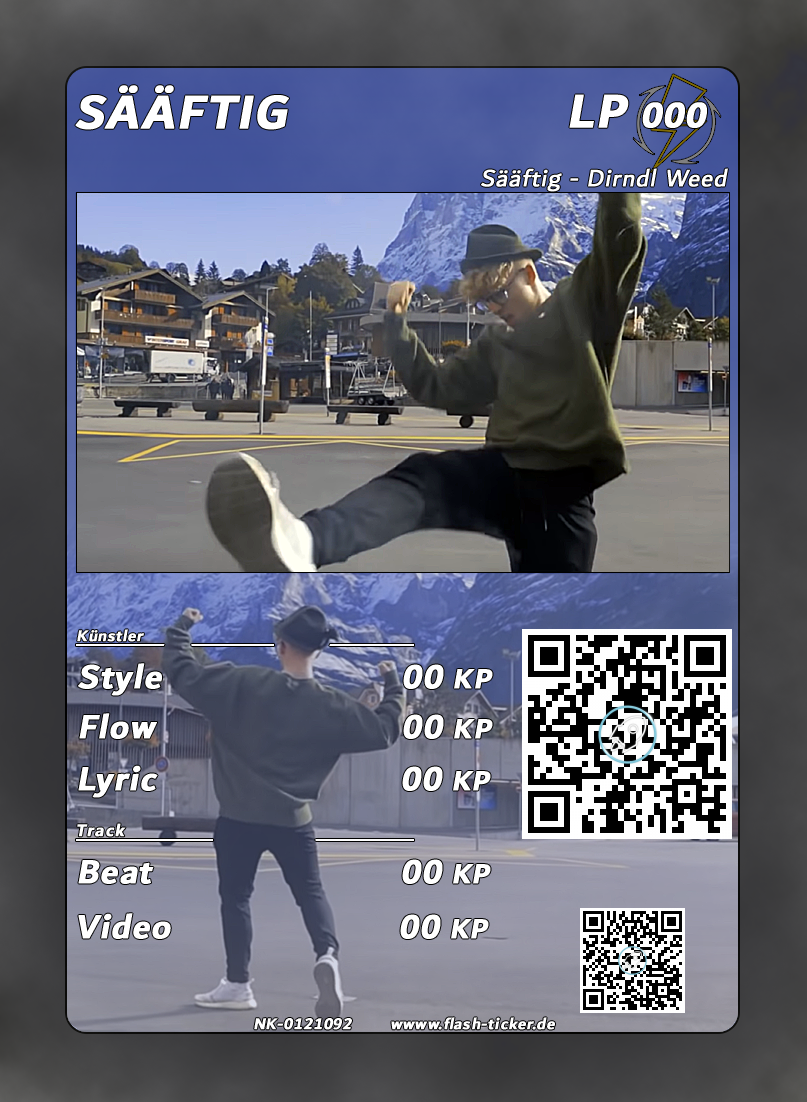 SÄÄFTIG
LP 000
Sääftig - Dirndl Weed
Künstler
Style 00 KP
Flow 00 KP
Lyric 00 KP
Track
Beat 00 KP
Video 00 KP
NK-0121092 wwww.flash-ticker.de